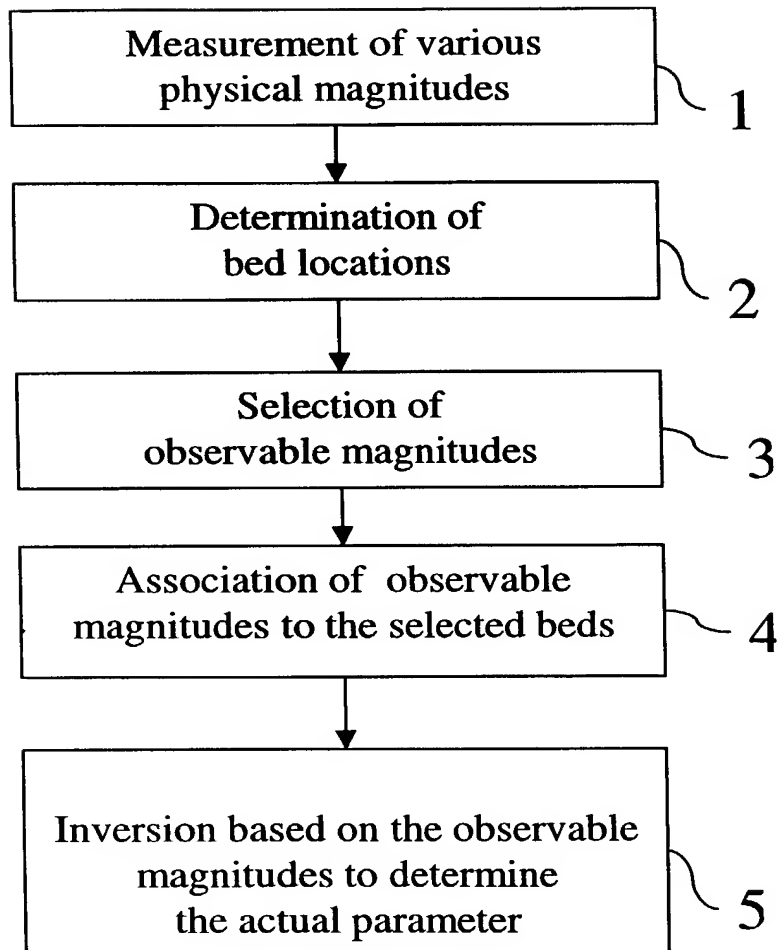 Measurement of various
physical magnitudes
1
Determination of
bed locations
2
Selection of
observable magnitudes
3
Association of observable
magnitudes to the selected beds
4
Inversion based on the observable
magnitudes to determine
the actual parameter
5